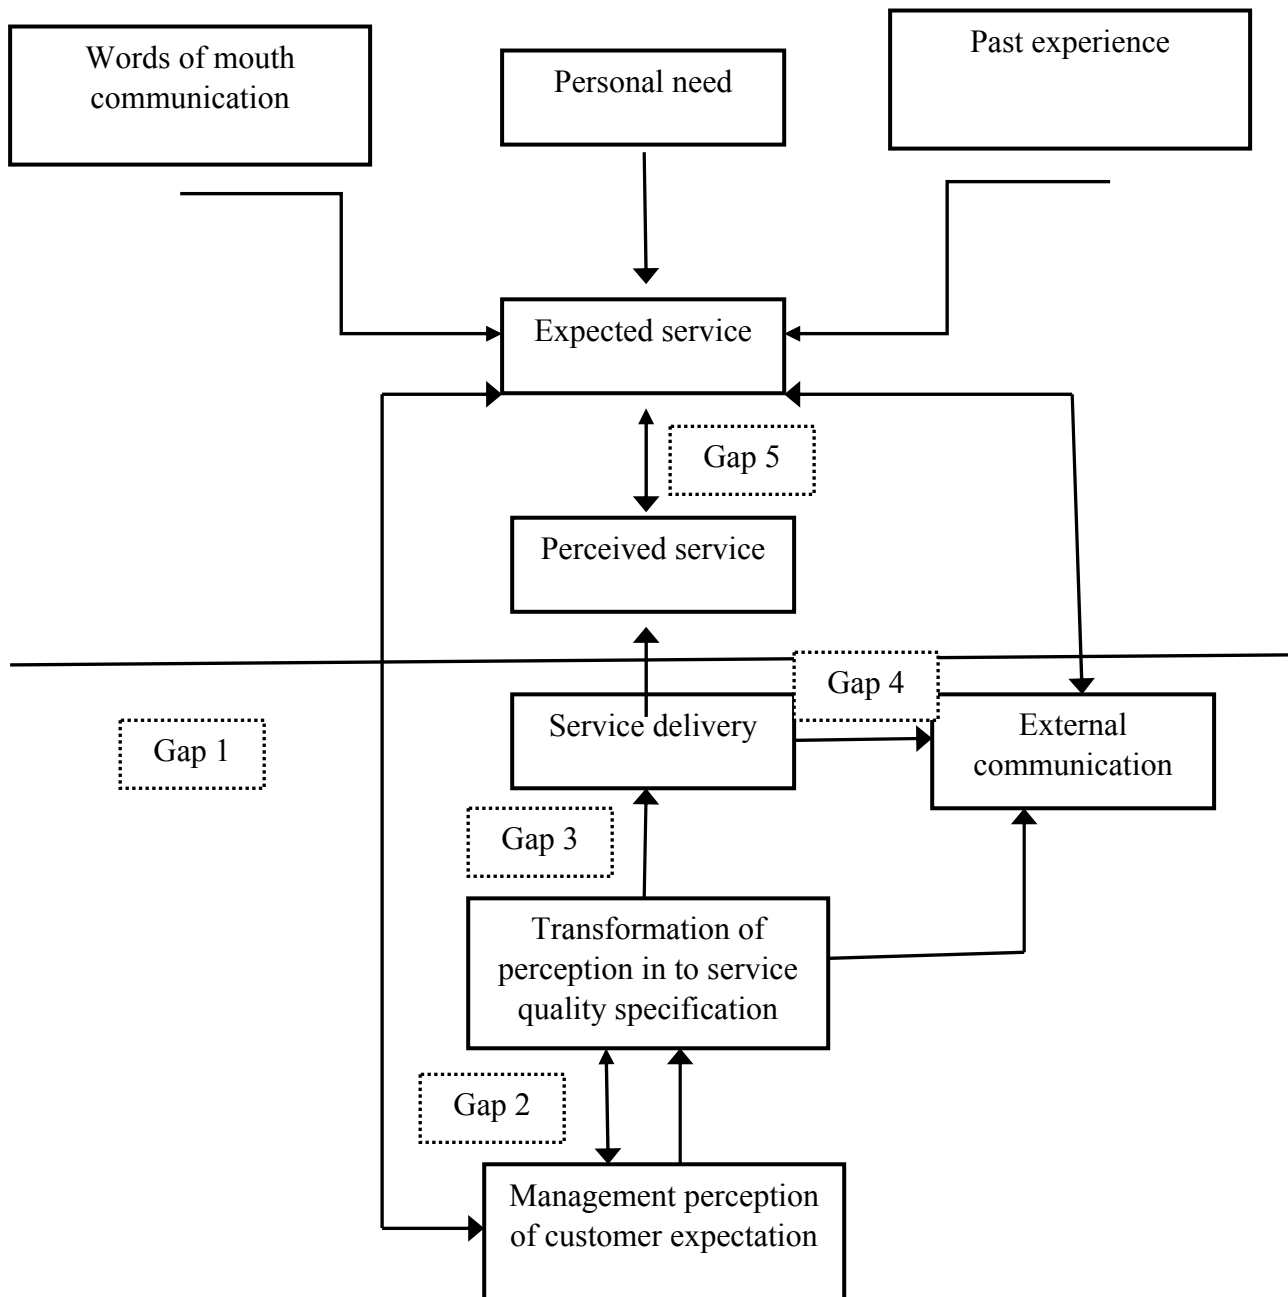 Words of mouth
communication
Personal need
Past experience
Expected service
Gap 5
Perceived service
Gap 4
Service delivery
External
communication
Gap 1
Gap 3
Transformation of
perception in to service
quality specification
Gap 2
Management perception
of customer expectation